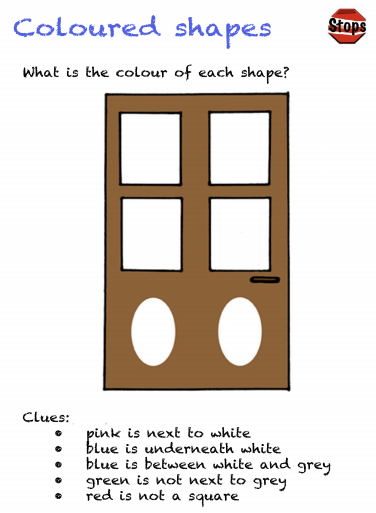 Coloured shapes
Stops
What is the colour of each shape?
Clues:
• pink is next to white
• blue is underneath white
• blue is between white and grey
• green is not next to grey
• red is not a square